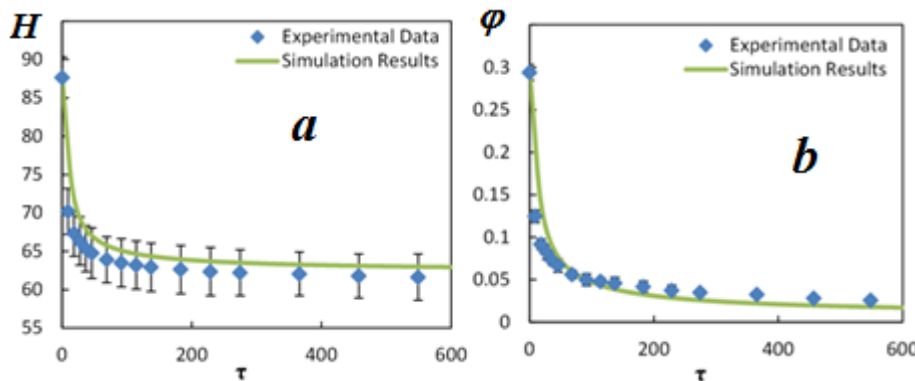 H
90
85
80
75
70
65
60
55
0
200
400
600
τ
Experimental Data
Simulation Results
a
φ
0.3
0.25
0.2
0.15
0.1
0.05
0
0
200
400
600
τ
Experimental Data
Simulation Results
b